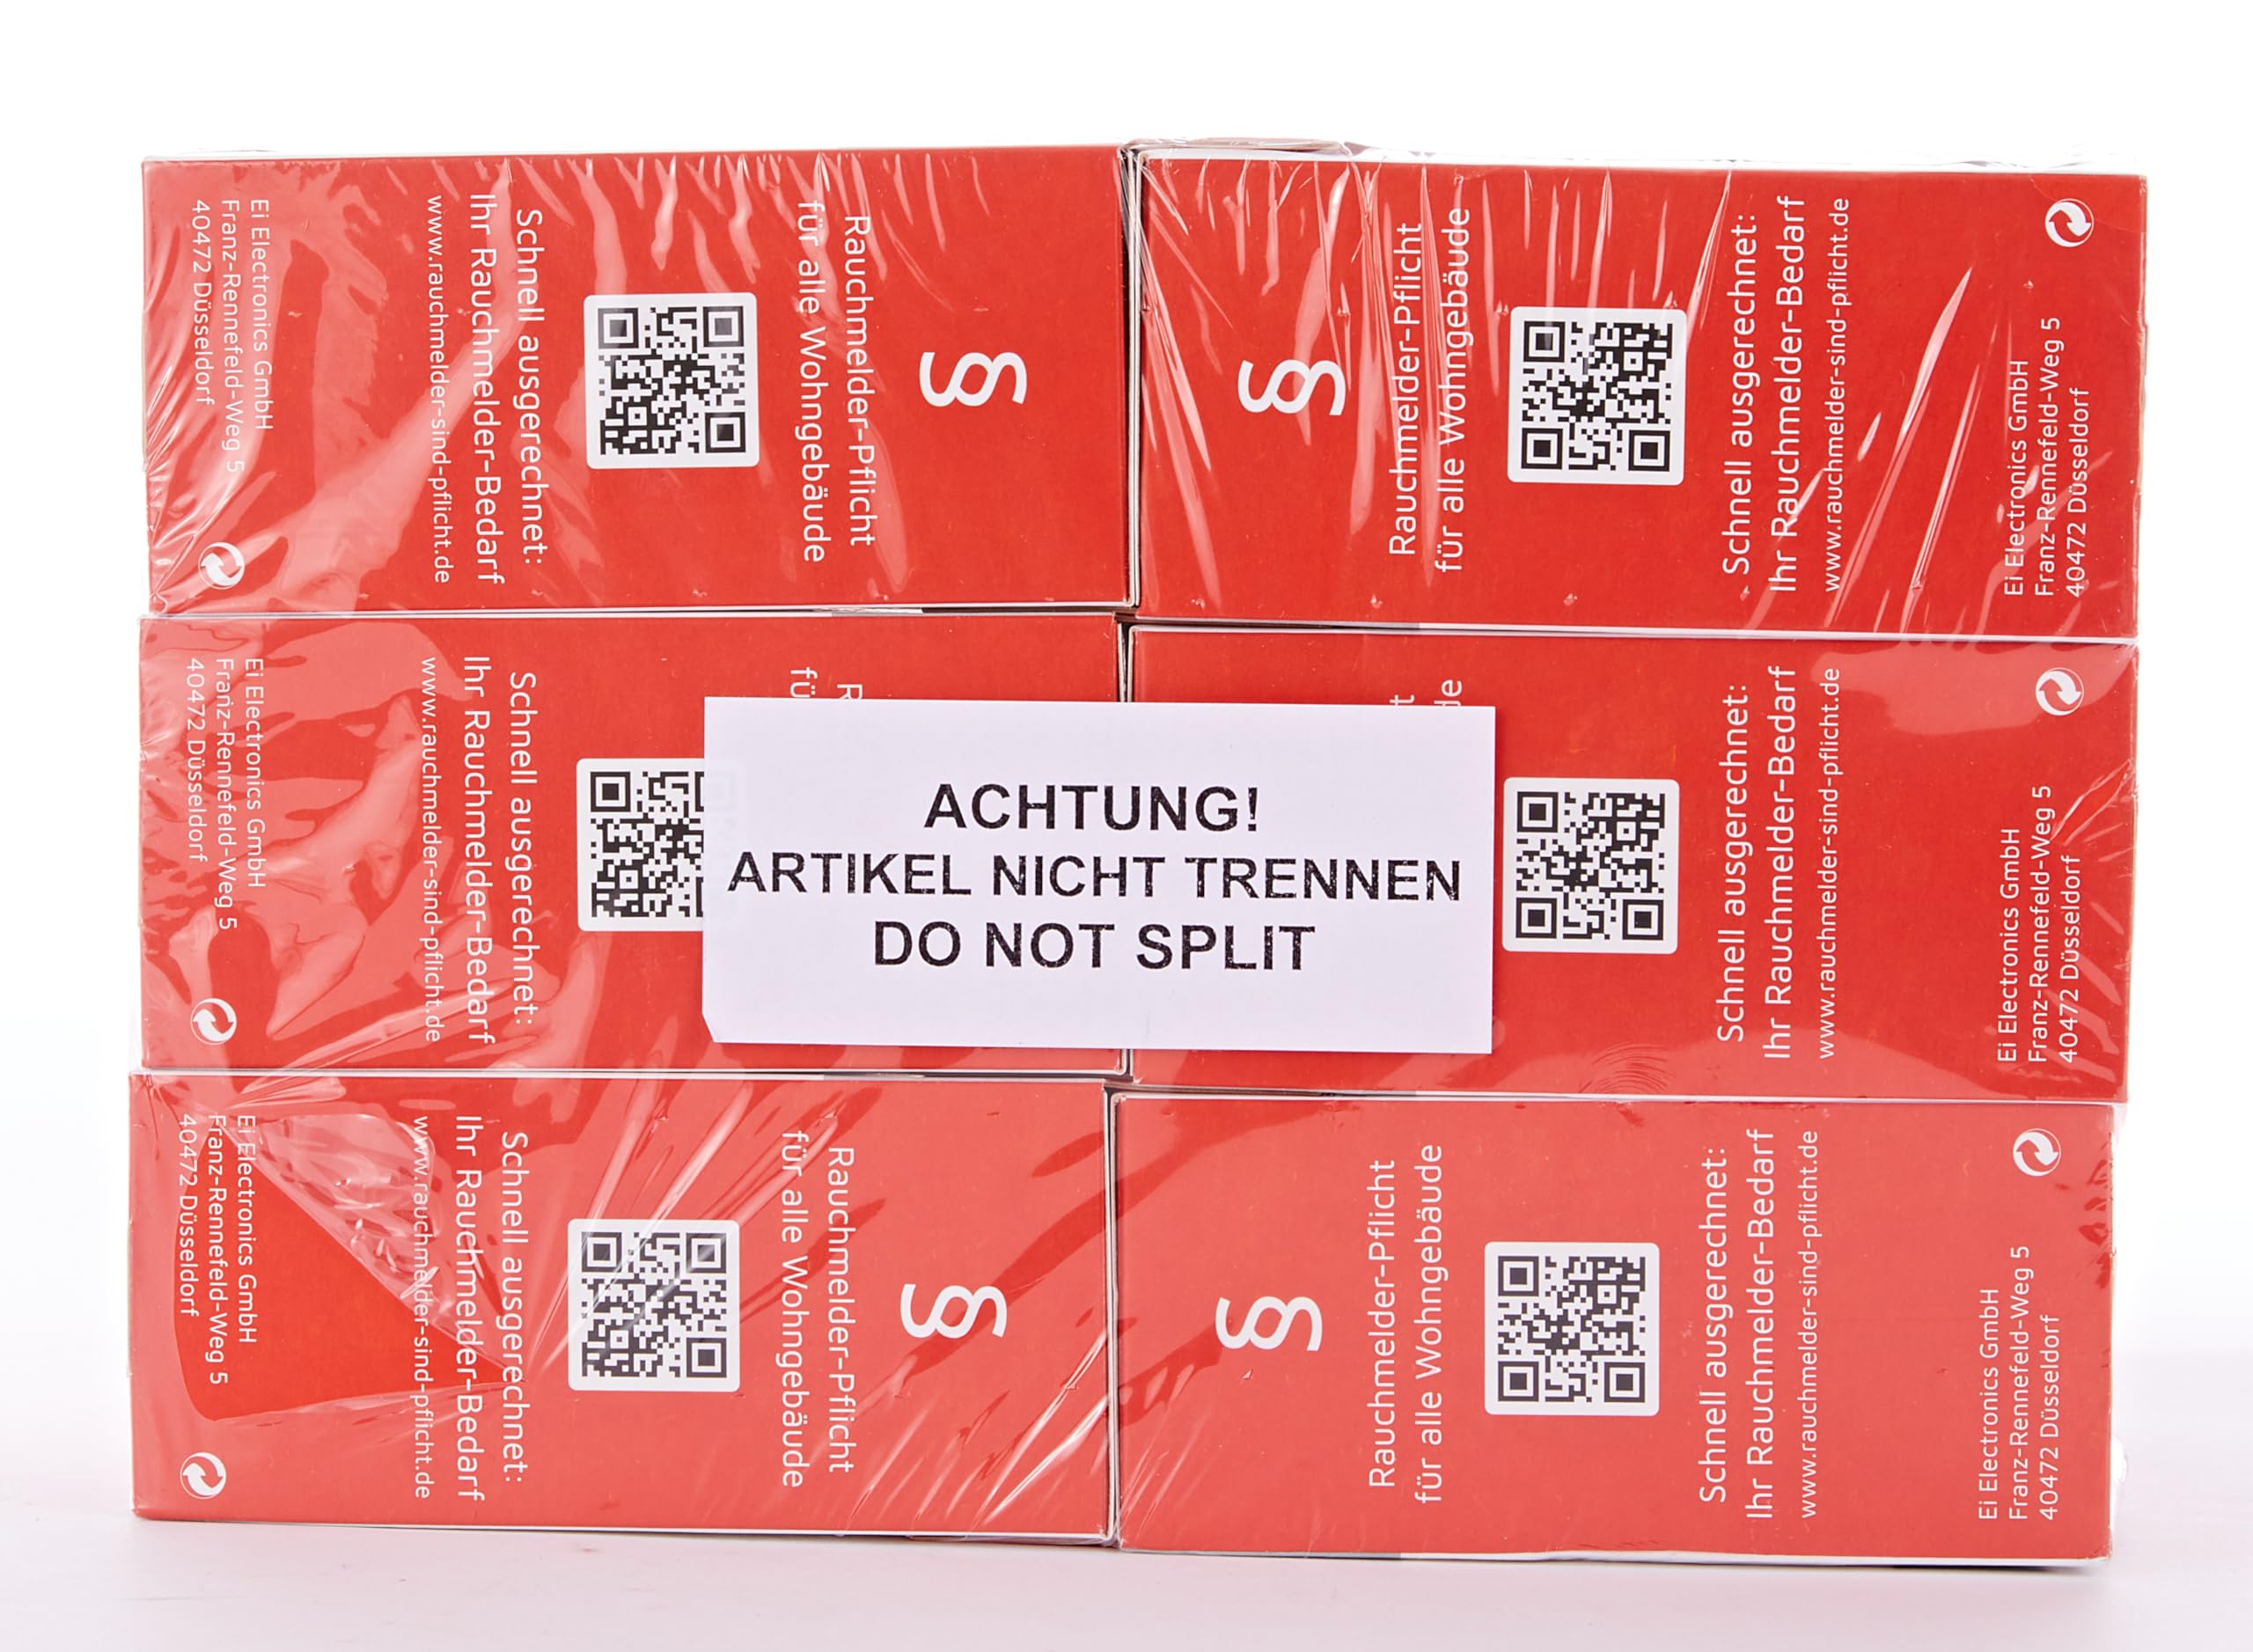 §
Rauchmelder-Pflicht
für alle Wohngebäude
Schnell ausgerechnet:
Ihr Rauchmelder-Bedarf
www.rauchmelder-sind-pflicht.de
Ei Electronics GmbH
Franz-Rennefeld-Weg 5
40472 Düsseldorf
§
Rauchmelder-Pflicht
für alle Wohngebäude
Schnell ausgerechnet:
Ihr Rauchmelder-Bedarf
www.rauchmelder-sind-pflicht.de
Ei Electronics GmbH
Franz-Rennefeld-Weg 5
40472 Düsseldorf
Schnell ausgerechnet:
Ihr Rauchmelder-Bedarf
www.rauchmelder-sind-pflicht.de
Ei Electronics GmbH
Franz-Rennefeld-Weg 5
40472 Düsseldorf
ACHTUNG!
ARTIKEL NICHT TRENNEN
DO NOT SPLIT
Schnell ausgerechnet:
Ihr Rauchmelder-Bedarf
www.rauchmelder-sind-pflicht.de
Ei Electronics GmbH
Franz-Rennefeld-Weg 5
40472 Düsseldorf
§
Rauchmelder-Pflicht
für alle Wohngebäude
Schnell ausgerechnet:
Ihr Rauchmelder-Bedarf
www.rauchmelder-sind-pflicht.de
Ei Electronics GmbH
Franz-Rennefeld-Weg 5
40472 Düsseldorf
§
Rauchmelder-Pflicht
für alle Wohngebäude
Schnell ausgerechnet:
Ihr Rauchmelder-Bedarf
www.rauchmelder-sind-pflicht.de
Ei Electronics GmbH
Franz-Rennefeld-Weg 5
40472 Düsseldorf